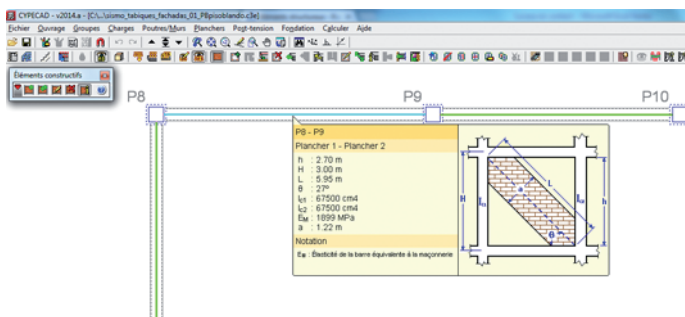 CYPECAD - v2014.a - [C:\...\sismo_tabiques_fachadas_01_PBpisoblando.c3e]
Fichier Ouvrage Groupes Charges Poutres/Murs Planchers Post-tension Fondation Calculer Aide
Éléments constructifs
P8 P9 P10
P8 - P9
Plancher 1 - Plancher 2
h : 2.70 m
H : 3.00 m
L : 5.95 m
θ : 27º
Ic1 : 67500 cm4
Ic2 : 67500 cm4
EM : 1899 MPa
a : 1.22 m
Notation
EM : Élasticité de la barre équivalente à la maçonnerie
L
a
H Ic1 Ic2 h
θ